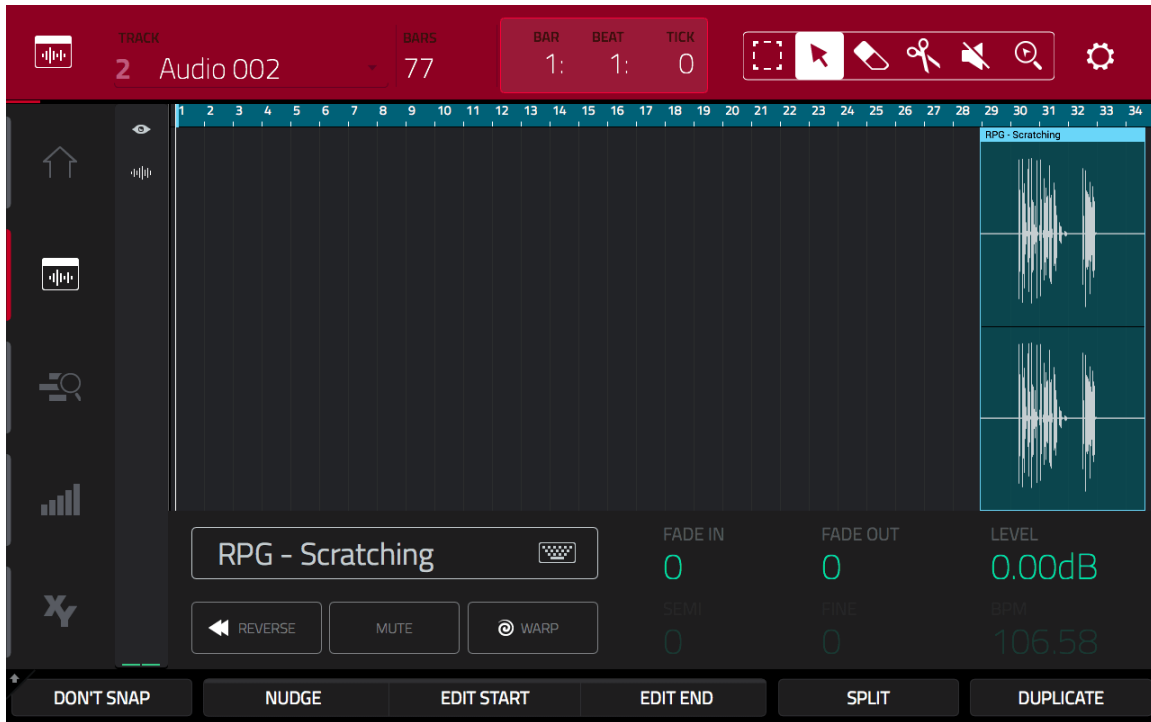 TRACK BARS BAR BEAT TICK
2 Audio 002 77 1: 1: 0
1 2 3 4 5 6 7 8 9 10 11 12 13 14 15 16 17 18 19 20 21 22 23 24 25 26 27 28 29 30 31 32 33 34
RPG - Scratching
RPG - Scratching
FADE IN FADE OUT LEVEL
0 0 0.00dB
REVERSE MUTE WARP
SEMI FINE BPM
0 0 106.58
XY
DON'T SNAP NUDGE EDIT START EDIT END SPLIT DUPLICATE